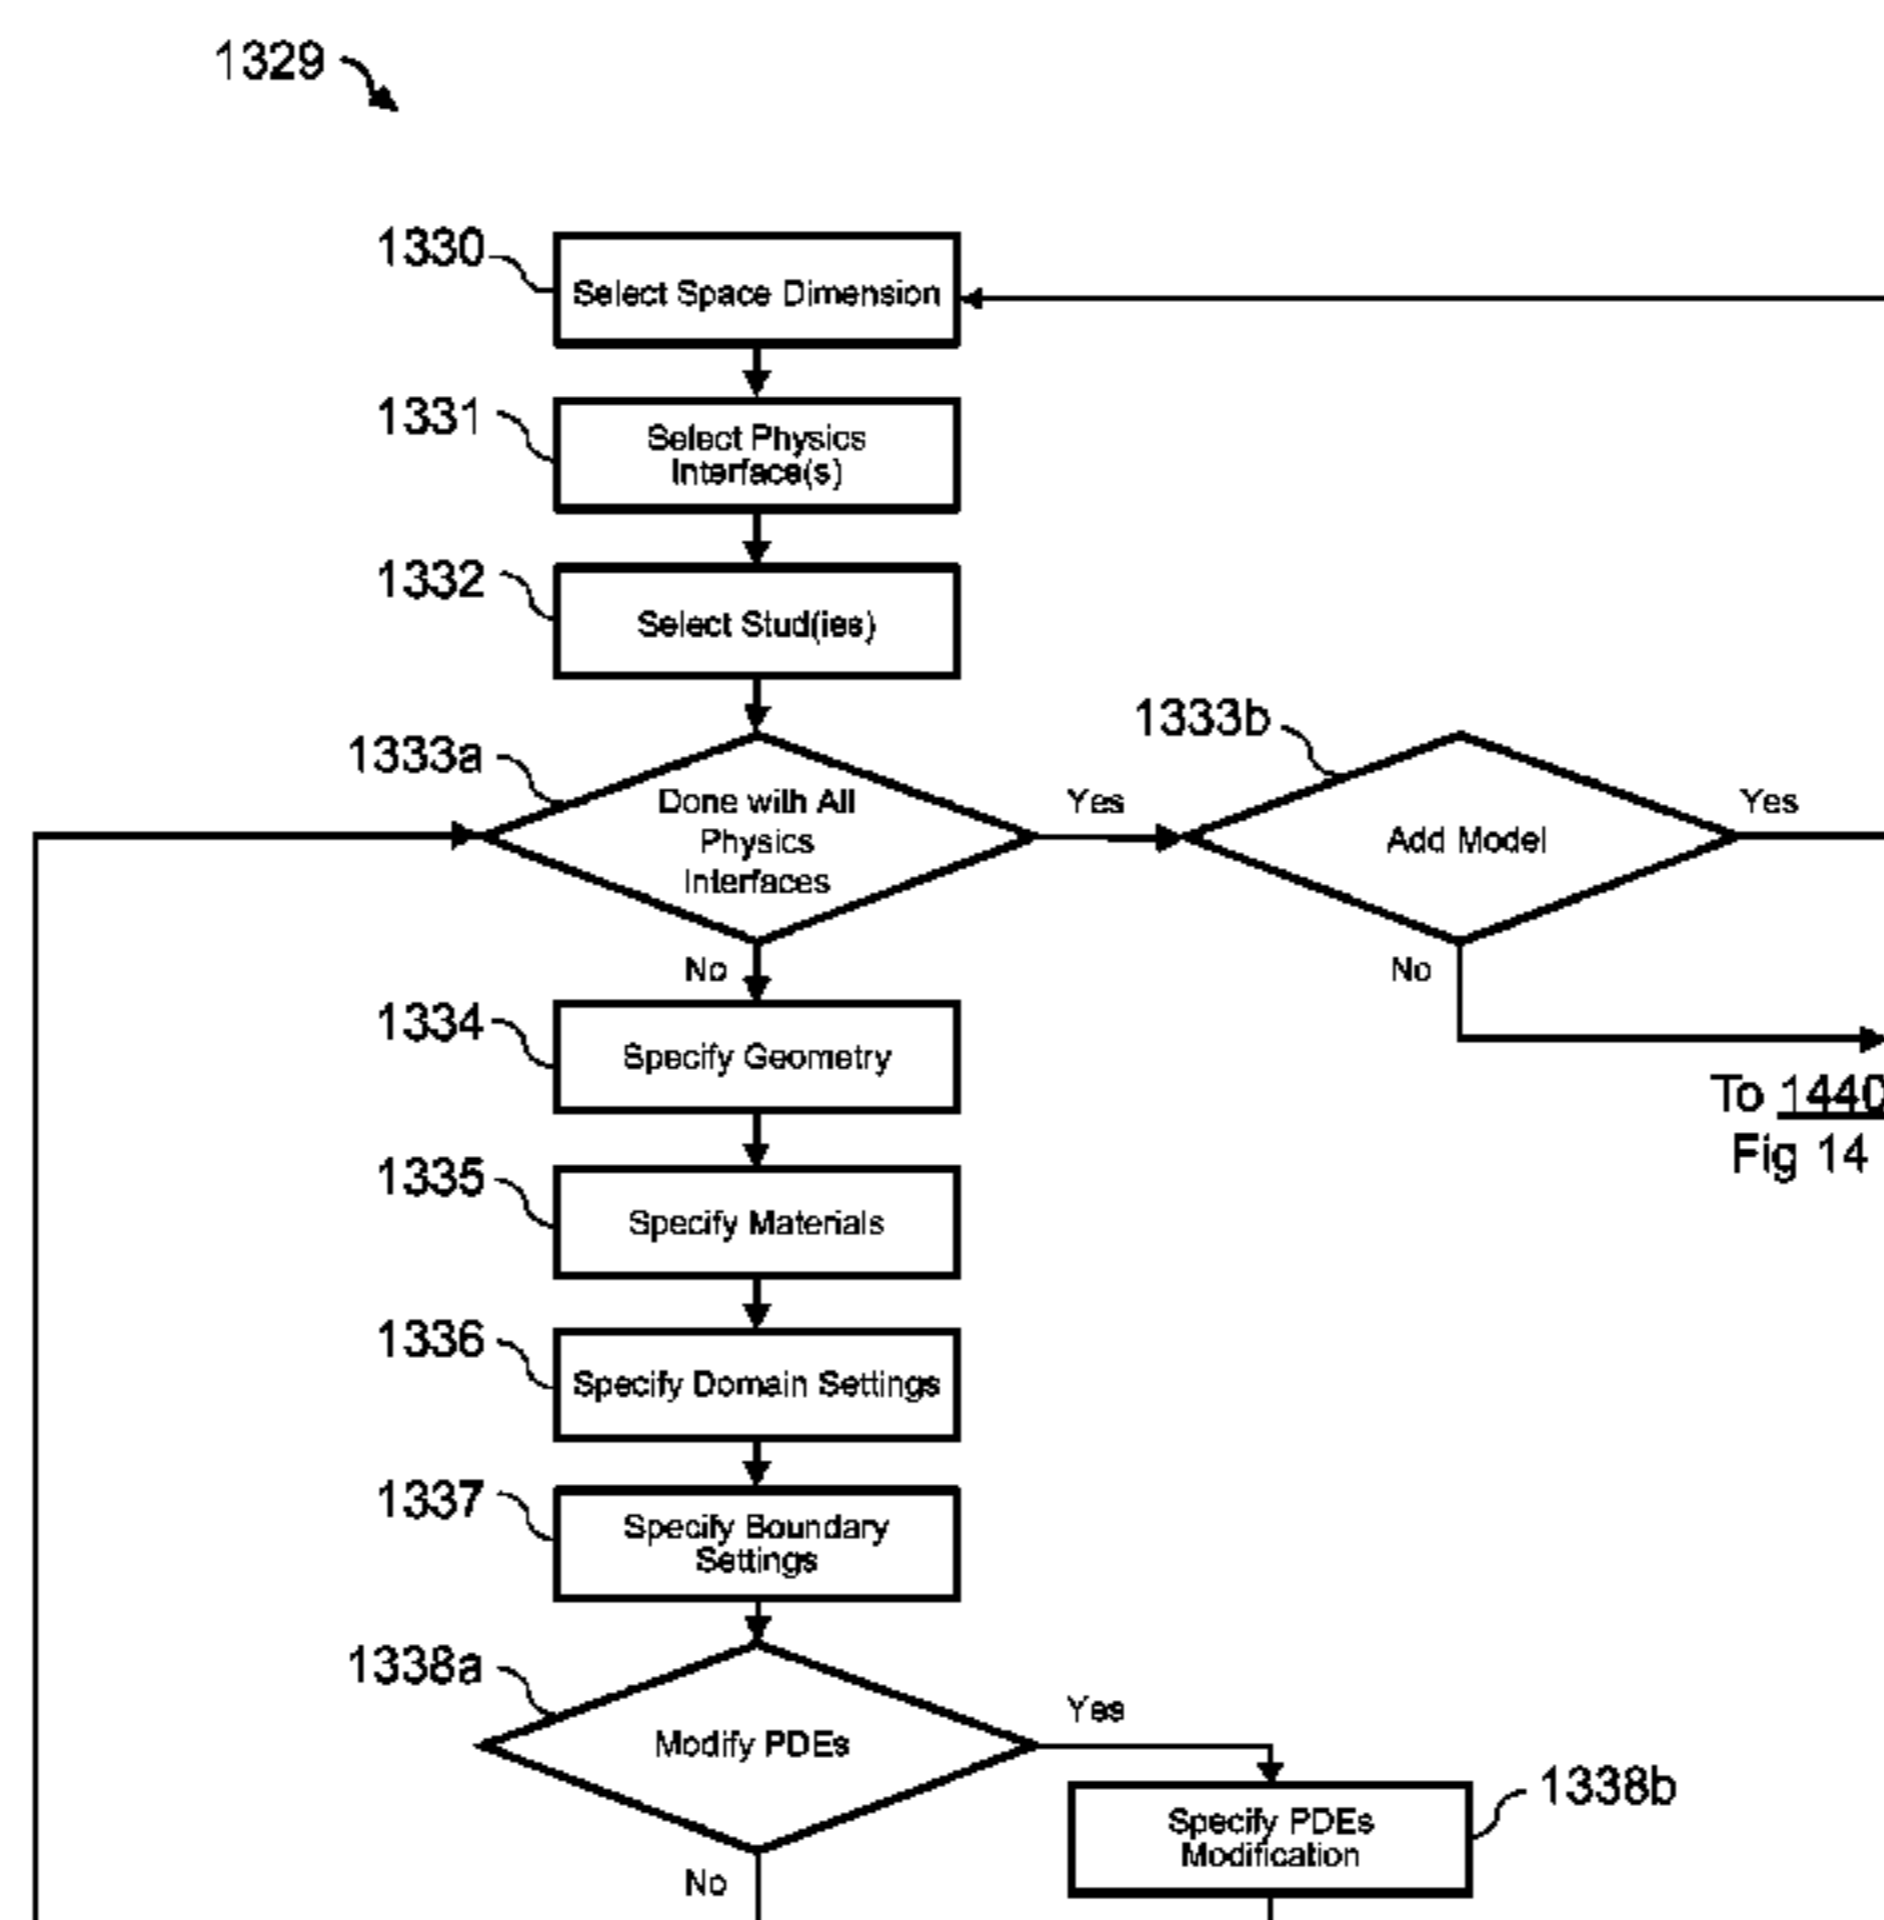 1329
1330
Select Space Dimension
1331
Select Physics
Interface(s)
1332
Select Stud(ies)
1333a
Done with All
Physics
Interfaces
Yes
1333b
Add Model
Yes
No
No
To 1440
Fig 14
1334
Specify Geometry
1335
Specify Materials
1336
Specify Domain Settings
1337
Specify Boundary
Settings
1338a
Modify PDEs
Yes
1338b
Specify PDEs
Modification
No